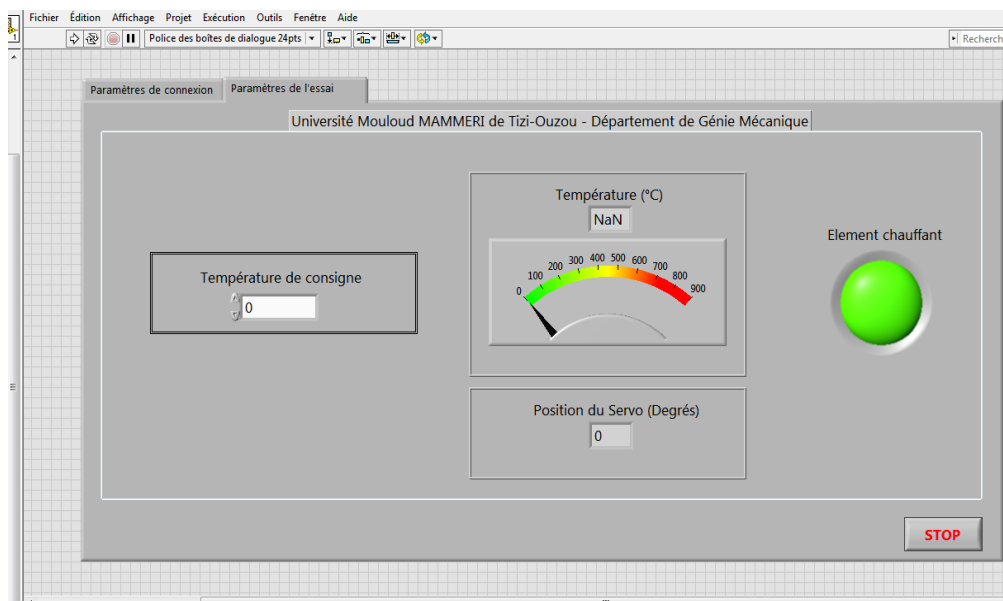 Fichier Édition Affichage Projet Exécution Outils Fenêtre Aide
Police des boîtes de dialogue 24pts
Paramètres de connexion Paramètres de l'essai
Université Mouloud MAMMERI de Tizi-Ouzou - Département de Génie Mécanique
Température (°C)
NaN
Element chauffant
0 100 200 300 400 500 600 700 800 900
Température de consigne
0
Position du Servo (Degrés)
0
STOP